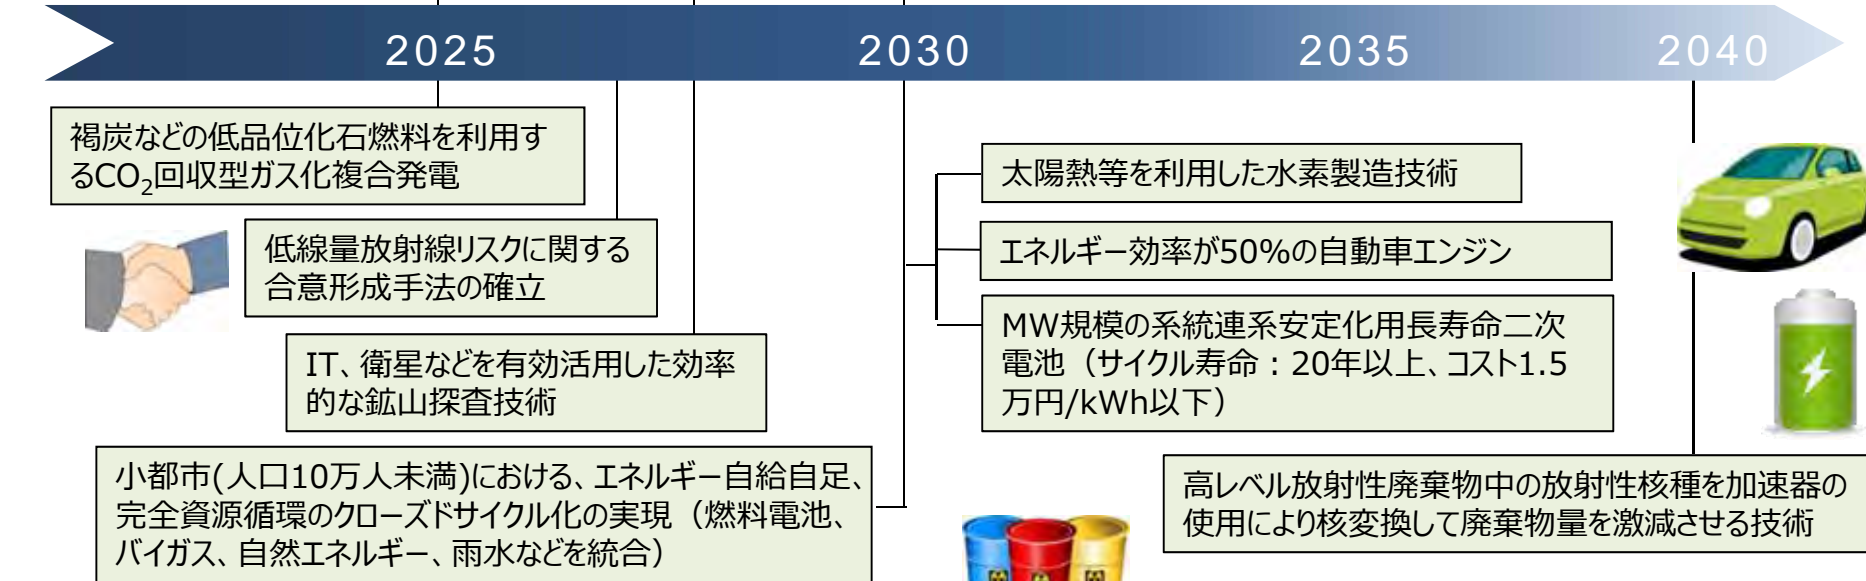 2025
2030
2035
2040
褐炭などの低品位化石燃料を利用す
るCO₂回収型ガス化複合発電
低線量放射線リスクに関する
合意形成手法の確立
IT、衛星などを有効活用した効率
的な鉱山探査技術
小都市(人口10万人未満)における、エネルギー自給自足、
完全資源循環のクローズドサイクル化の実現（燃料電池、
バイガス、自然エネルギー、雨水などを統合）
太陽熱等を利用した水素製造技術
エネルギー効率が50%の自動車エンジン
MW規模の系統連系安定化用長寿命二次
電池（サイクル寿命：20年以上、コスト1.5
万円/kWh以下）
高レベル放射性廃棄物中の放射性核種を加速器の
使用により核変換して廃棄物量を激減させる技術